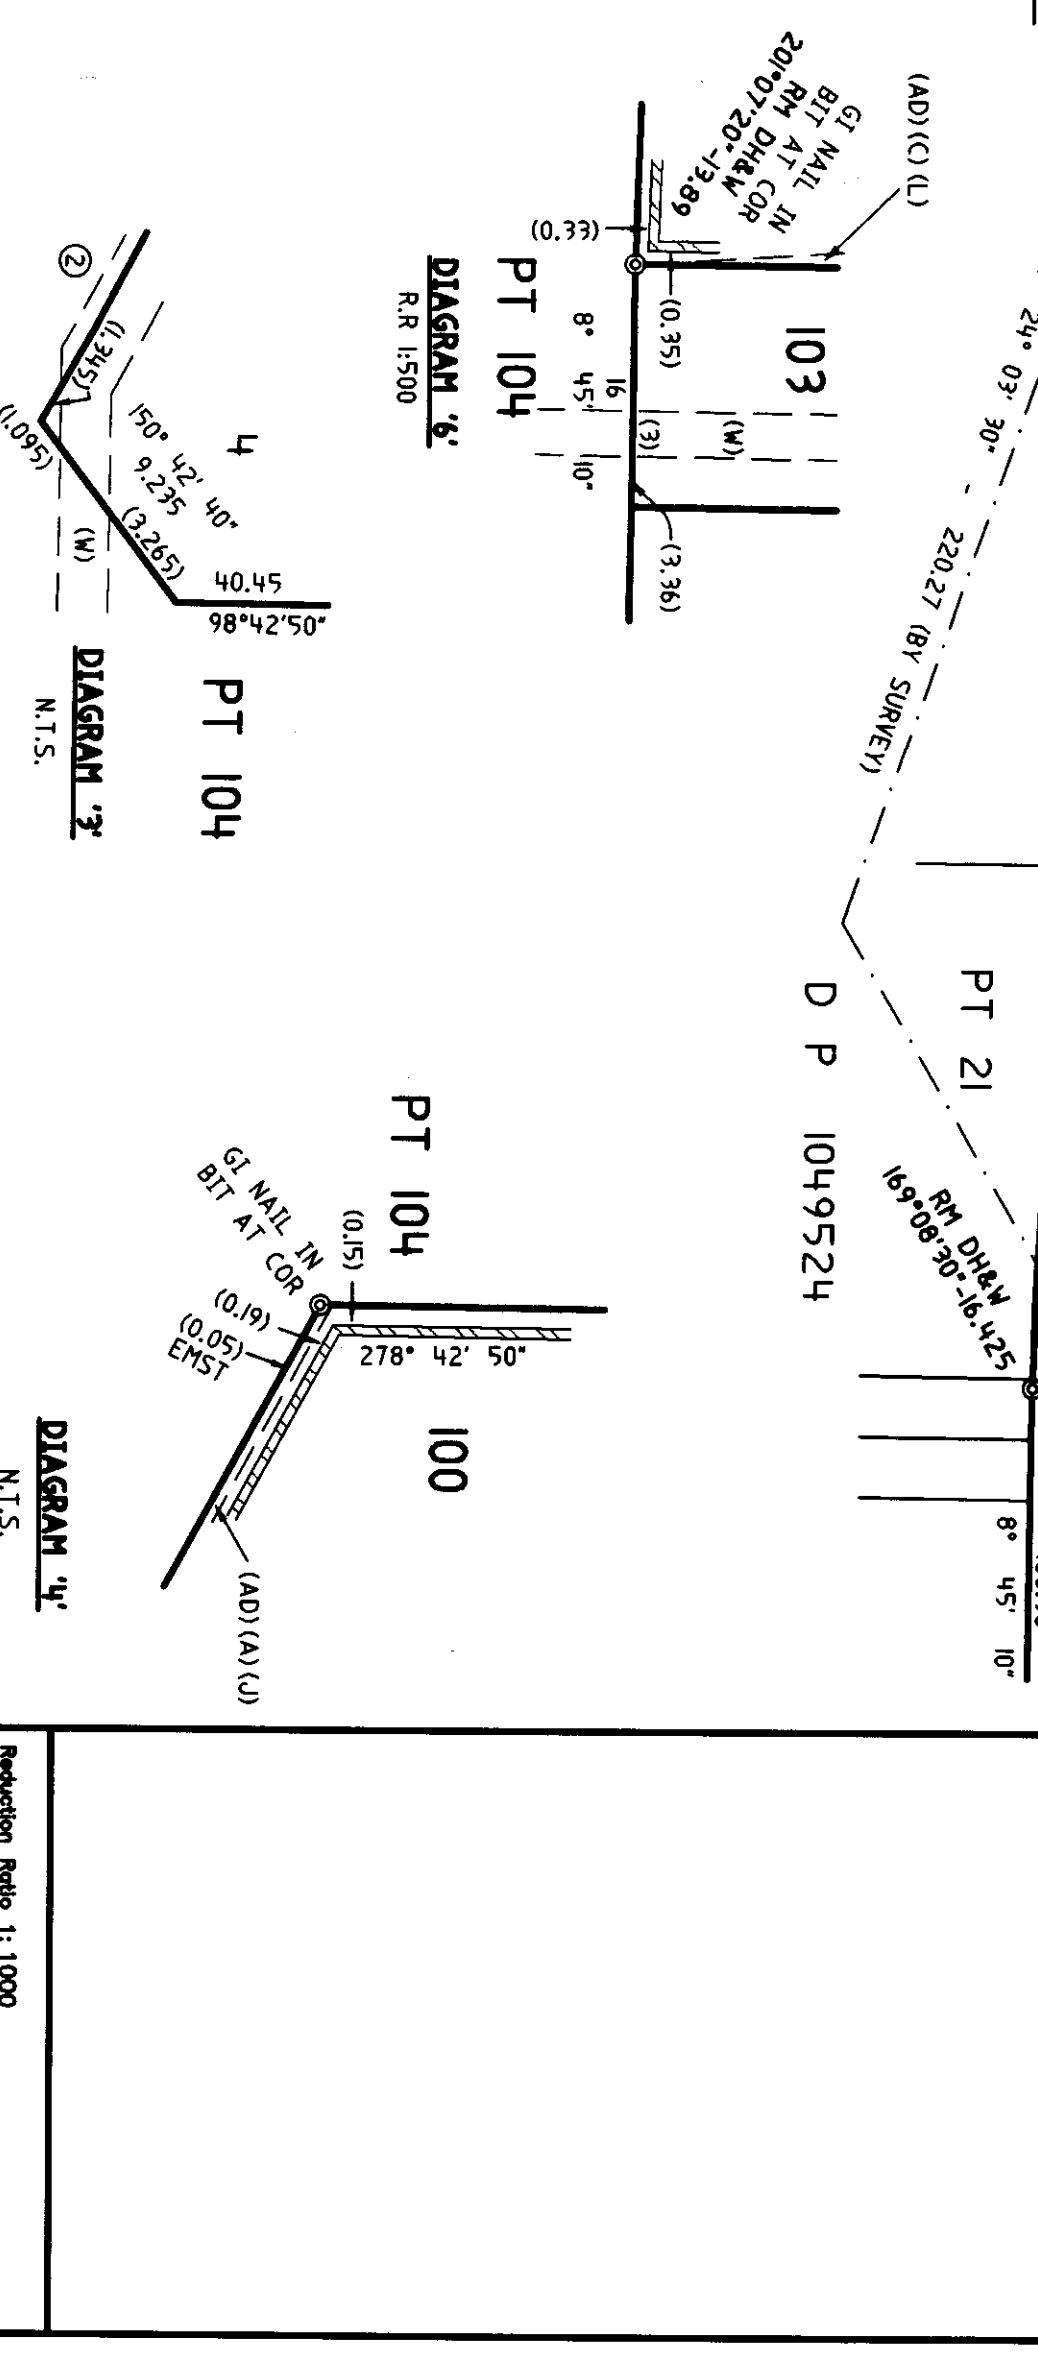 24° 03' 30" - 220.27 (BY SURVEY)
PT 21
D P 1049524
RM DH&W
169°08'30"-16.425
8° 45' 10"
(AD)(C)(L)
GI NAIL IN
BIT AT COR
RM DH&W
201°07'20"-13.89
103
(W)
(0.35)
(3)
(3.36)
(0.33)
16
8° 45' 10"
PT 104
DIAGRAM '6'
R.R 1:500
PT 104
GI NAIL IN
BIT AT COR
(0.15)
278° 42' 50"
100
(0.19)
(0.05)
EMST
(AD)(A)(J)
DIAGRAM '4'
N.T.S.
4
150° 42' 40"
9.235
(3.265)
(W)
(1.345)
(1.095)
2
40.45
98°42'50"
PT 104
DIAGRAM '3'
N.T.S.
Reduction Ratio 1: 1000